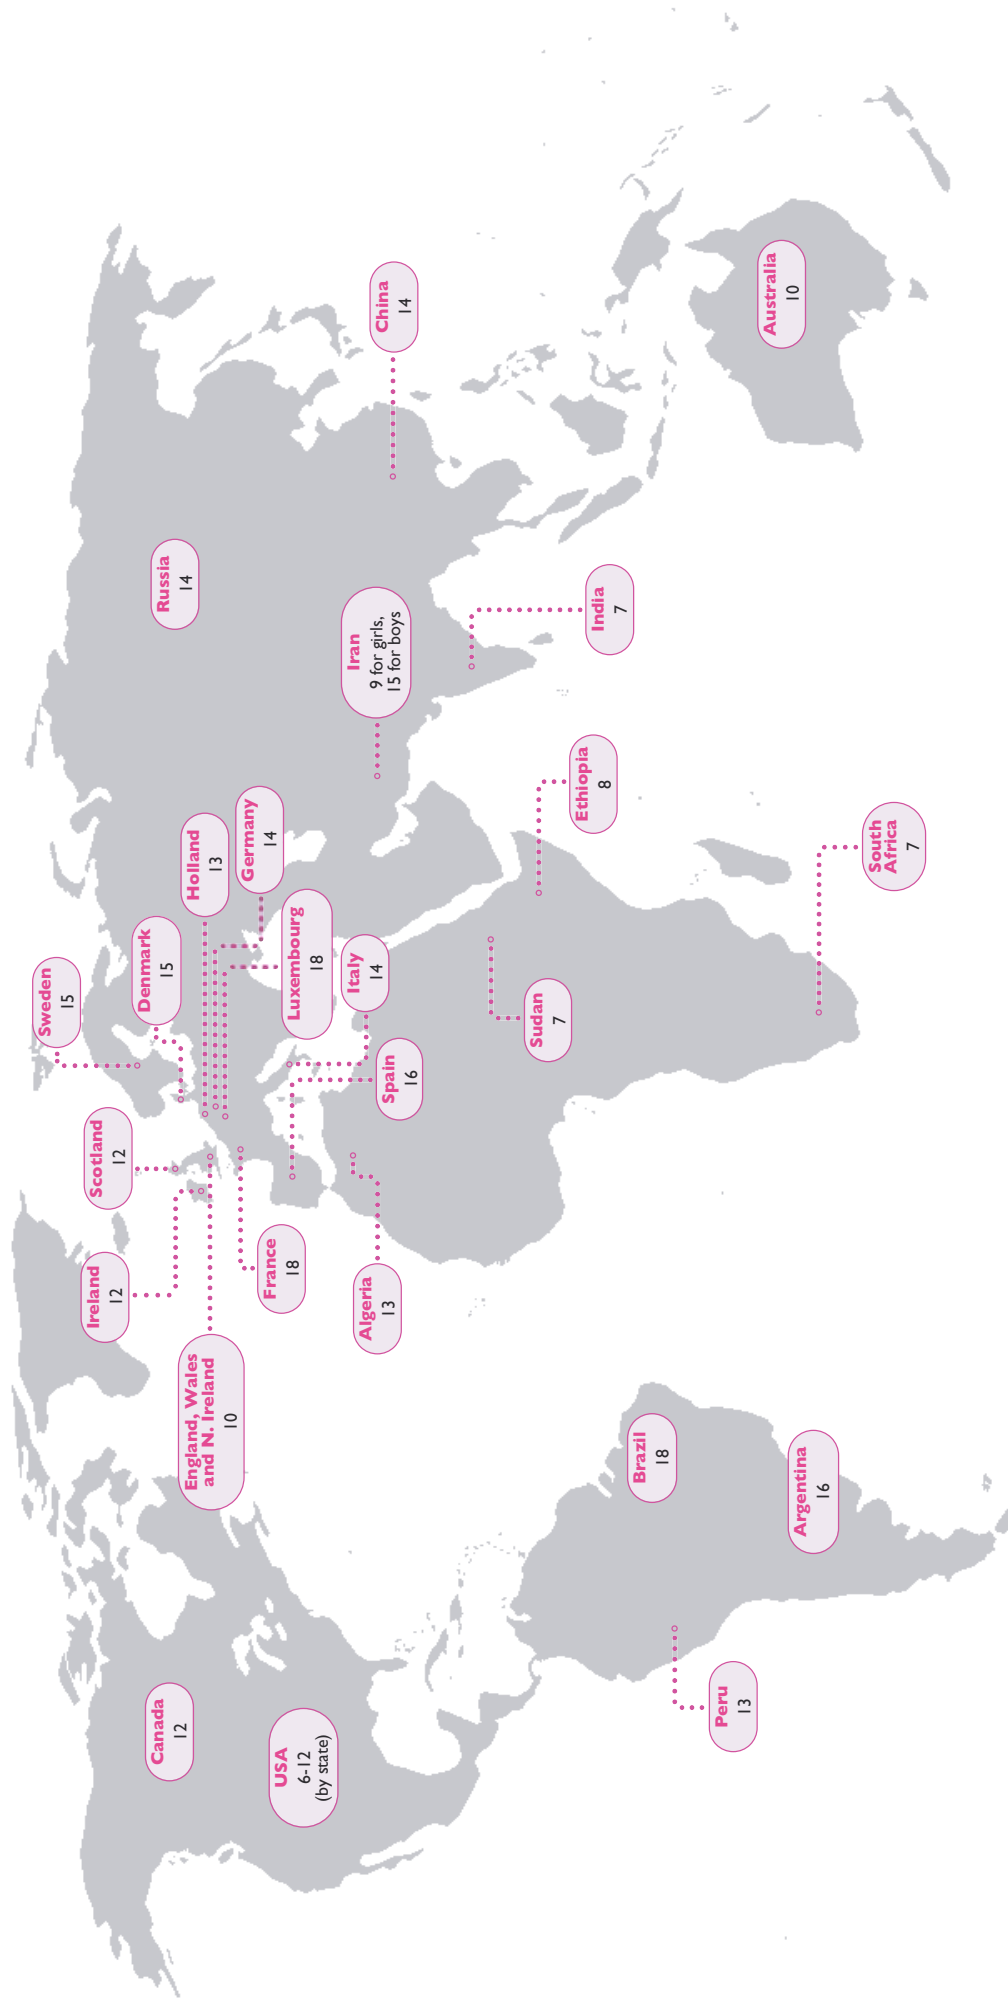 Canada
12
USA
6-12
(by state)
Peru
13
Brazil
18
Argentina
16
Ireland
12
England, Wales
and N. Ireland
10
Scotland
12
France
18
Algeria
13
Sweden
15
Denmark
15
Holland
13
Germany
14
Luxembourg
18
Italy
14
Spain
16
Sudan
7
Ethiopia
8
South
Africa
7
Russia
14
Iran
9 for girls,
15 for boys
India
7
China
14
Australia
10